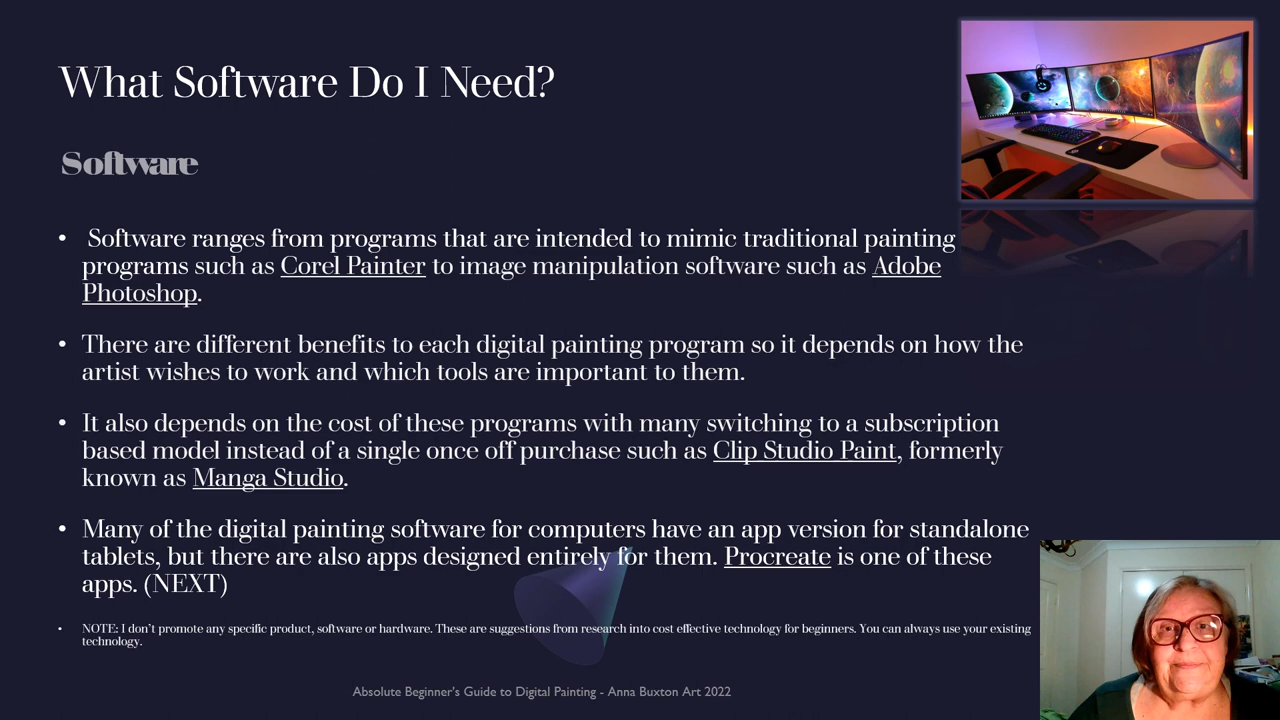 What Software Do I Need?
Software
• Software ranges from programs that are intended to mimic traditional painting
programs such as Corel Painter to image manipulation software such as Adobe
Photoshop.
• There are different benefits to each digital painting program so it depends on how the
artist wishes to work and which tools are important to them.
• It also depends on the cost of these programs with many switching to a subscription
based model instead of a single once off purchase such as Clip Studio Paint, formerly
known as Manga Studio.
• Many of the digital painting software for computers have an app version for standalone
tablets, but there are also apps designed entirely for them. Procreate is one of these
apps. (NEXT)
• NOTE: I don't promote any specific product, software or hardware. These are suggestions from research into cost effective technology for beginners. You can always use your existing
technology.
Absolute Beginner's Guide to Digital Painting - Anna Buxton Art 2022